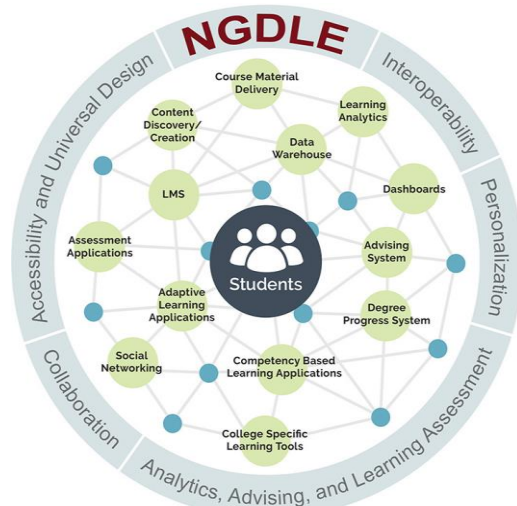 NGDLE
Accessibility and Universal Design
Interoperability
Personalization
Collaboration
Analytics, Advising, and Learning Assessment
Course Material
Delivery
Content
Discovery/
Creation
Learning
Analytics
Data
Warehouse
LMS
Dashboards
Assessment
Applications
Students
Advising
System
Adaptive
Learning
Applications
Degree
Progress System
Social
Networking
Competency Based
Learning Applications
College Specific
Learning Tools